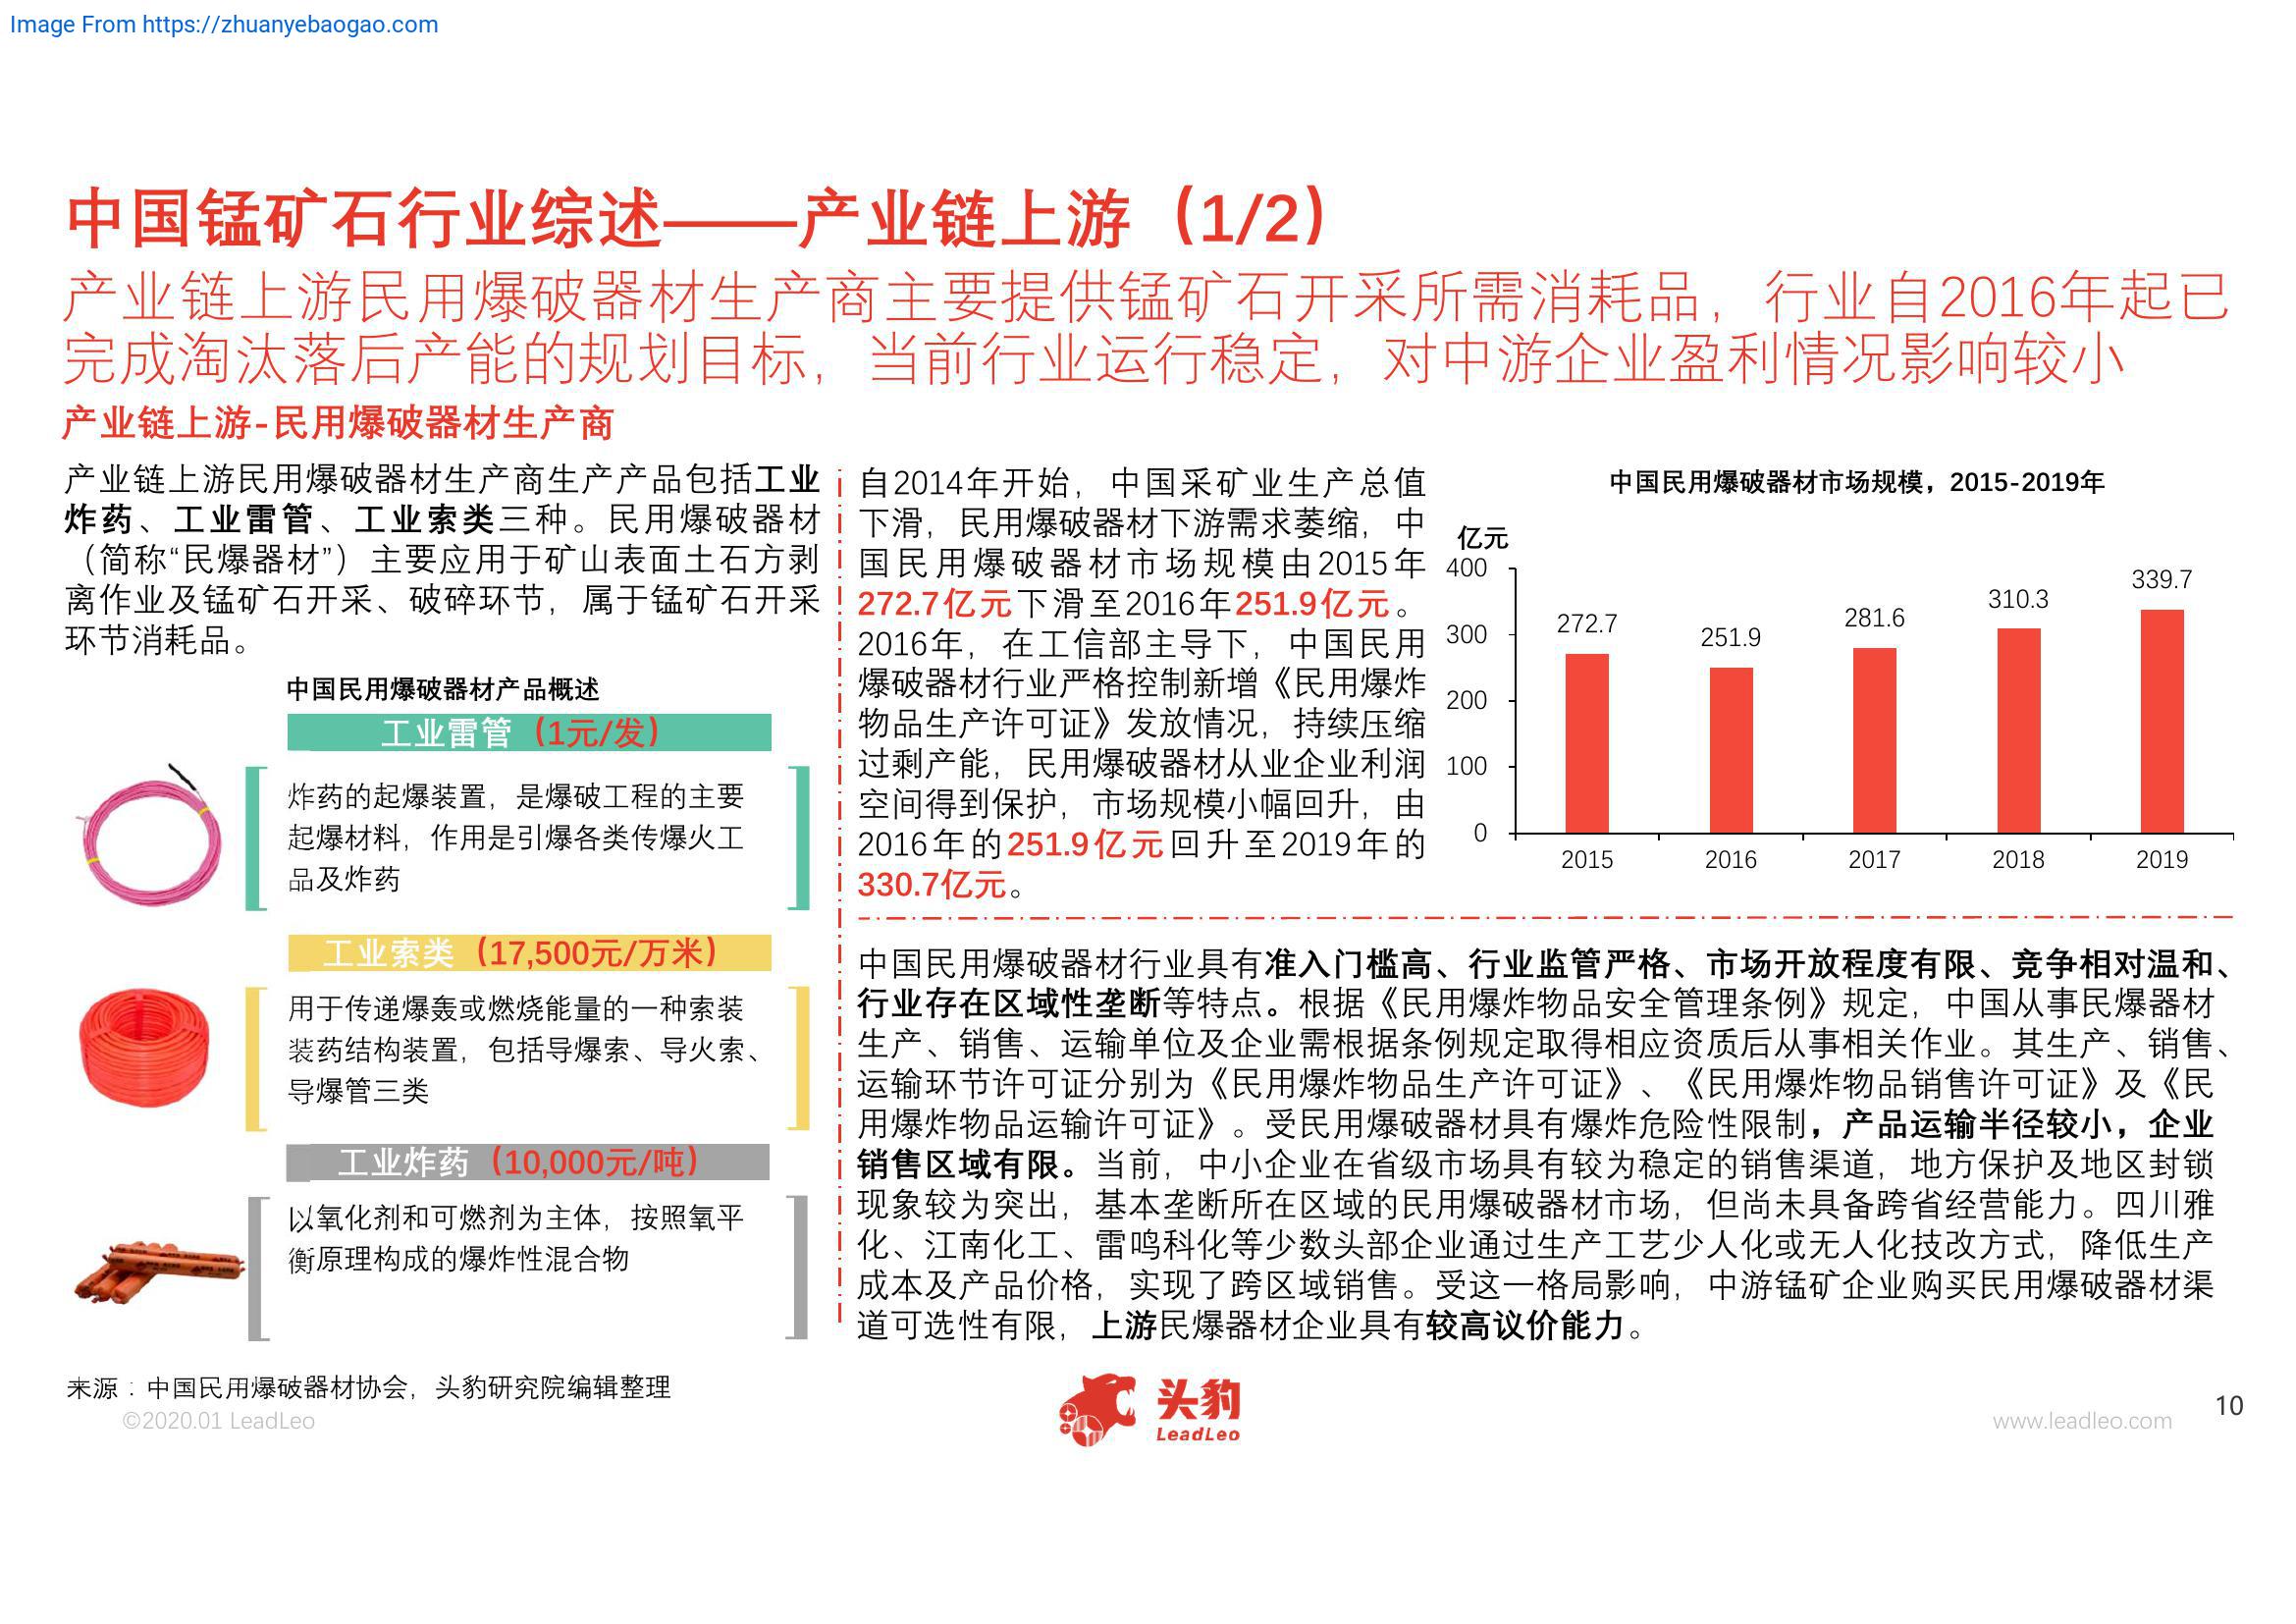 Image From https://zhuanyebaogao.com
中国锰矿石行业综述——产业链上游（1/2）
产业链上游民用爆破器材生产商主要提供锰矿石开采所需消耗品，行业自2016年起已
完成淘汰落后产能的规划目标，当前行业运行稳定，对中游企业盈利情况影响较小
产业链上游-民用爆破器材生产商
产业链上游民用爆破器材生产商生产产品包括工业
炸药、工业雷管、工业索类三种。民用爆破器材
（简称“民爆器材”）主要应用于矿山表面土石方剥
离作业及锰矿石开采、破碎环节，属于锰矿石开采
环节消耗品。
中国民用爆破器材产品概述
工业雷管（1元/发）
炸药的起爆装置，是爆破工程的主要
起爆材料，作用是引爆各类传爆火工
品及炸药
工业索类（17,500元/万米）
用于传递爆轰或燃烧能量的一种索装
装药结构装置，包括导爆索、导火索、
导爆管三类
工业炸药（10,000元/吨）
以氧化剂和可燃剂为主体，按照氧平
衡原理构成的爆炸性混合物
自2014年开始，中国采矿业生产总值
下滑，民用爆破器材下游需求萎缩，中
国民用爆破器材市场规模由2015年
272.7亿元下滑至2016年251.9亿元。
2016年，在工信部主导下，中国民用
爆破器材行业严格控制新增《民用爆炸
物品生产许可证》发放情况，持续压缩
过剩产能，民用爆破器材从业企业利润
空间得到保护，市场规模小幅回升，由
2016年的251.9亿元回升至2019年的
330.7亿元。
中国民用爆破器材市场规模，2015-2019年
亿元
400
300
200
100
0
272.7
251.9
281.6
310.3
339.7
2015
2016
2017
2018
2019
中国民用爆破器材行业具有准入门槛高、行业监管严格、市场开放程度有限、竞争相对温和、
行业存在区域性垄断等特点。根据《民用爆炸物品安全管理条例》规定，中国从事民爆器材
生产、销售、运输单位及企业需根据条例规定取得相应资质后从事相关作业。其生产、销售、
运输环节许可证分别为《民用爆炸物品生产许可证》、《民用爆炸物品销售许可证》及《民
用爆炸物品运输许可证》。受民用爆破器材具有爆炸危险性限制，产品运输半径较小，企业
销售区域有限。当前，中小企业在省级市场具有较为稳定的销售渠道，地方保护及地区封锁
现象较为突出，基本垄断所在区域的民用爆破器材市场，但尚未具备跨省经营能力。四川雅
化、江南化工、雷鸣科化等少数头部企业通过生产工艺少人化或无人化技改方式，降低生产
成本及产品价格，实现了跨区域销售。受这一格局影响，中游锰矿企业购买民用爆破器材渠
道可选性有限，上游民爆器材企业具有较高议价能力。
来源：中国民用爆破器材协会，头豹研究院编辑整理
©2020.01 LeadLeo
头豹
LeadLeo
www.leadleo.com
10